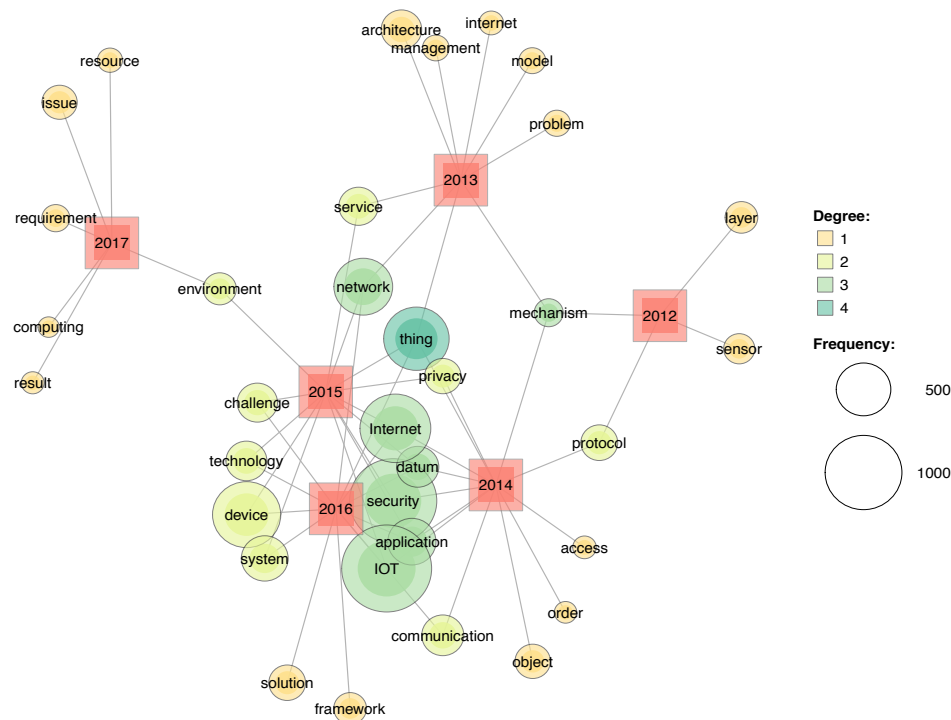 architecture
internet
management
resource
model
issue
problem
2013
service
layer
requirement
2017
environment
network
mechanism
2012
thing
sensor
computing
privacy
result
2015
challenge
Internet
protocol
technology
datum
2014
security
device
2016
application
access
system
IOT
order
communication
object
solution
framework
Degree:
1
2
3
4
Frequency:
500
1000